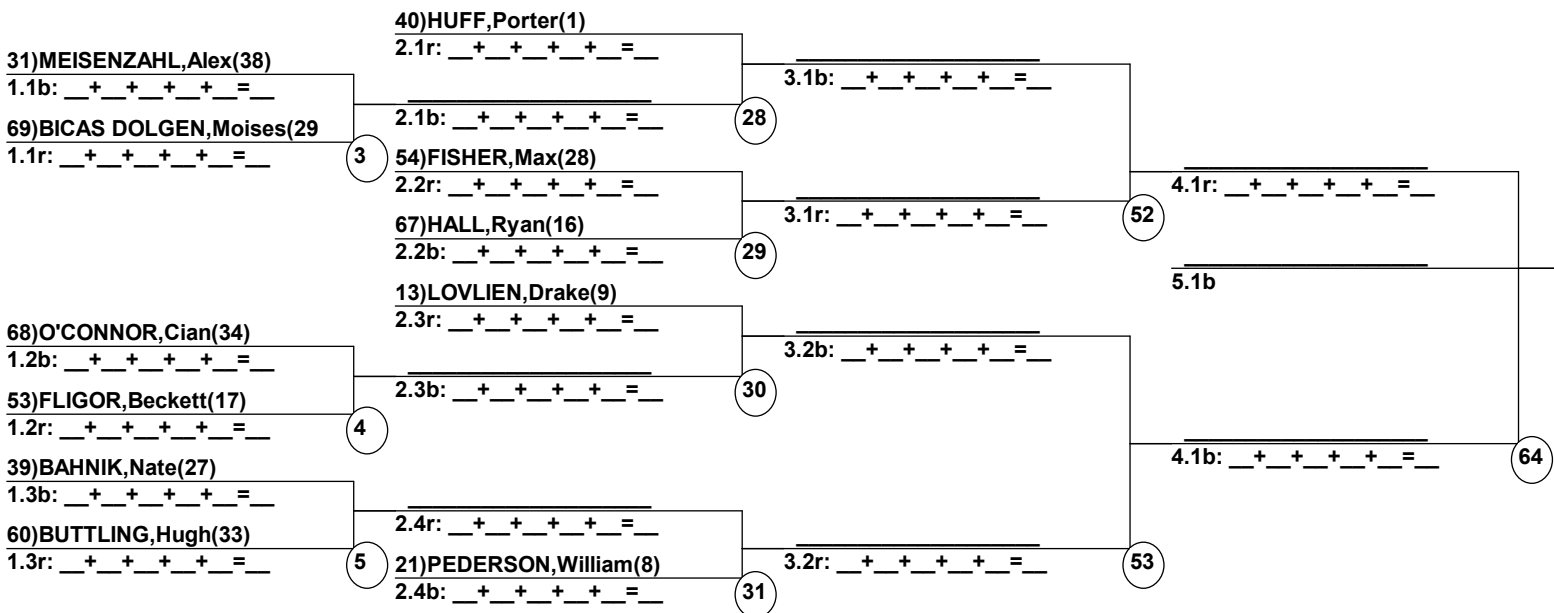 40)HUFF,Porter(1)
2.1r: __+__+__+__+__=__
31)MEISENZAHL,Alex(38)
1.1b: __+__+__+__+__=__
3.1b: __+__+__+__+__=__
2.1b: __+__+__+__+__=__
28
69)BICAS DOLGEN,Moises(29
1.1r: __+__+__+__+__=__
3
54)FISHER,Max(28)
2.2r: __+__+__+__+__=__
4.1r: __+__+__+__+__=__
3.1r: __+__+__+__+__=__
52
67)HALL,Ryan(16)
2.2b: __+__+__+__+__=__
29
5.1b
13)LOVLIEN,Drake(9)
2.3r: __+__+__+__+__=__
68)O'CONNOR,Cian(34)
1.2b: __+__+__+__+__=__
3.2b: __+__+__+__+__=__
2.3b: __+__+__+__+__=__
30
53)FLIGOR,Beckett(17)
1.2r: __+__+__+__+__=__
4
4.1b: __+__+__+__+__=__
64
39)BAHNIK,Nate(27)
1.3b: __+__+__+__+__=__
2.4r: __+__+__+__+__=__
60)BUTTLING,Hugh(33)
1.3r: __+__+__+__+__=__
5
3.2r: __+__+__+__+__=__
53
21)PEDERSON,William(8)
2.4b: __+__+__+__+__=__
31